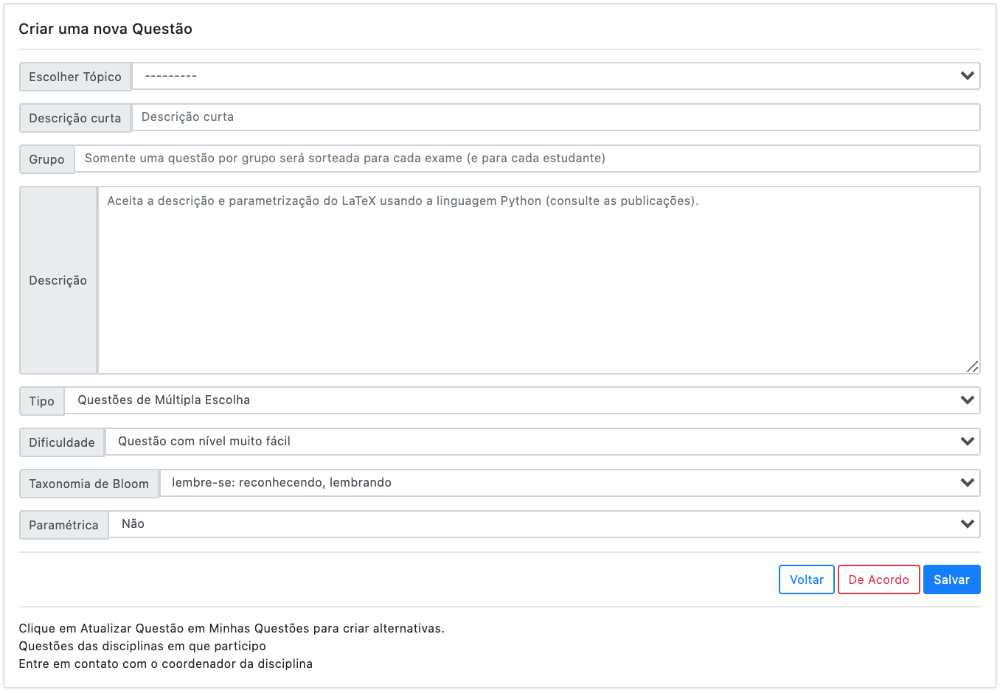 Criar uma nova Questão
Escolher Tópico ---------
Descrição curta Descrição curta
Grupo Somente uma questão por grupo será sorteada para cada exame (e para cada estudante)
Descrição Aceita a descrição e parametrização do LaTeX usando a linguagem Python (consulte as publicações).
Tipo Questões de Múltipla Escolha
Dificuldade Questão com nível muito fácil
Taxonomia de Bloom lembre-se: reconhecendo, lembrando
Paramétrica Não
Voltar De Acordo Salvar
Clique em Atualizar Questão em Minhas Questões para criar alternativas.
Questões das disciplinas em que participo
Entre em contato com o coordenador da disciplina